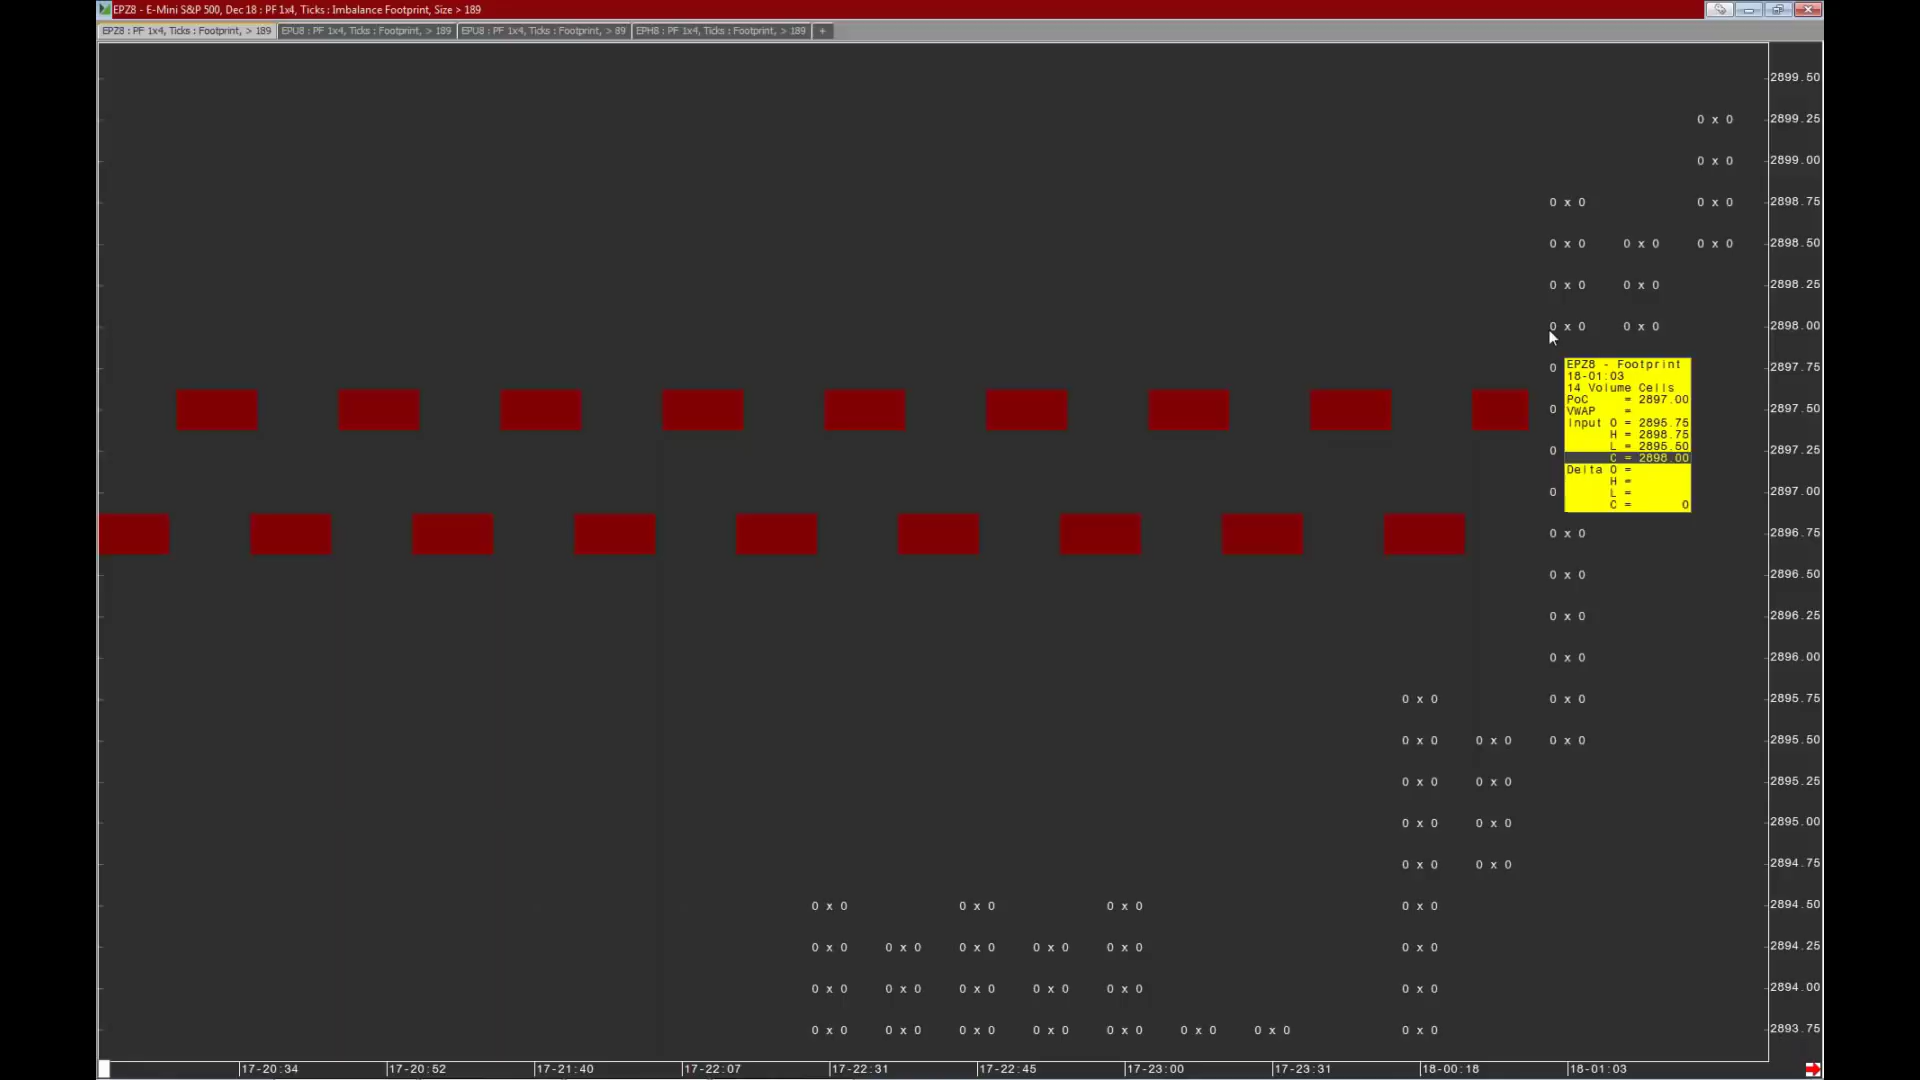 EPZ8 - E-Mini S&P 500, Dec 18 : PF 1x4, Ticks : Imbalance Footprint, Size > 189
EPZ8 : PF 1x4, Ticks : Footprint, > 189 EPU8 : PF 1x4, Ticks : Footprint, > 189 EPU8 : PF 1x4, Ticks : Footprint, > 89 EPH8 : PF 1x4, Ticks : Footprint, > 189 +
2899.50
0 x 0 2899.25
0 x 0 2899.00
0 x 0 0 x 0 2898.75
0 x 0 0 x 0 0 x 0 2898.50
0 x 0 0 x 0 2898.25
0 x 0 0 x 0 2898.00
0 2897.75
0 2897.50
0 2897.25
0 2897.00
EPZ8 - Footprint
18-01:03
14 Volume Cells
PoC = 2897.00
VWAP =
Input O = 2895.75
H = 2898.75
L = 2895.50
C = 2898.00
Delta O =
H =
L =
C = 0
0 x 0 2896.75
0 x 0 2896.50
0 x 0 2896.25
0 x 0 2896.00
0 x 0 0 x 0 2895.75
0 x 0 0 x 0 0 x 0 2895.50
0 x 0 0 x 0 2895.25
0 x 0 0 x 0 2895.00
0 x 0 0 x 0 2894.75
0 x 0 0 x 0 0 x 0 0 x 0 2894.50
0 x 0 0 x 0 0 x 0 0 x 0 0 x 0 0 x 0 2894.25
0 x 0 0 x 0 0 x 0 0 x 0 0 x 0 0 x 0 2894.00
0 x 0 0 x 0 0 x 0 0 x 0 0 x 0 0 x 0 0 x 0 0 x 0 2893.75
17-20:34 17-20:52 17-21:40 17-22:07 17-22:31 17-22:45 17-23:00 17-23:31 18-00:18 18-01:03